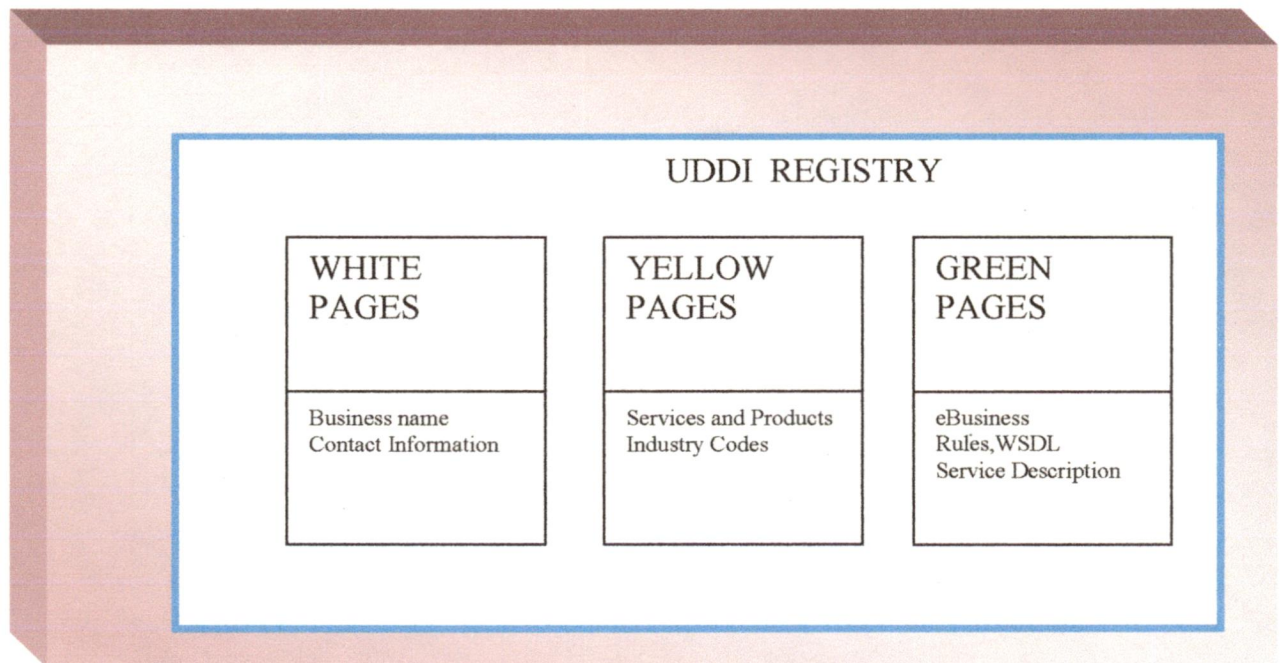 UDDI REGISTRY
WHITE
PAGES
Business name
Contact Information
YELLOW
PAGES
Services and Products
Industry Codes
GREEN
PAGES
eBusiness
Rules,WSDL
Service Description